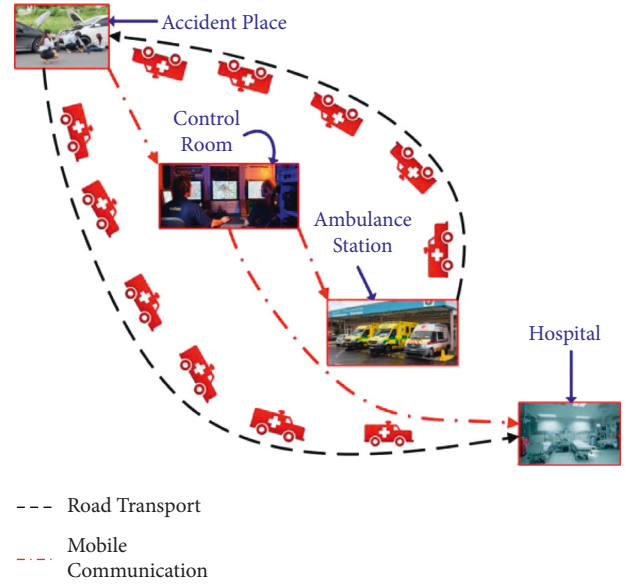 Accident Place
Control
Room
Ambulance
Station
Hospital
Road Transport
Mobile
Communication